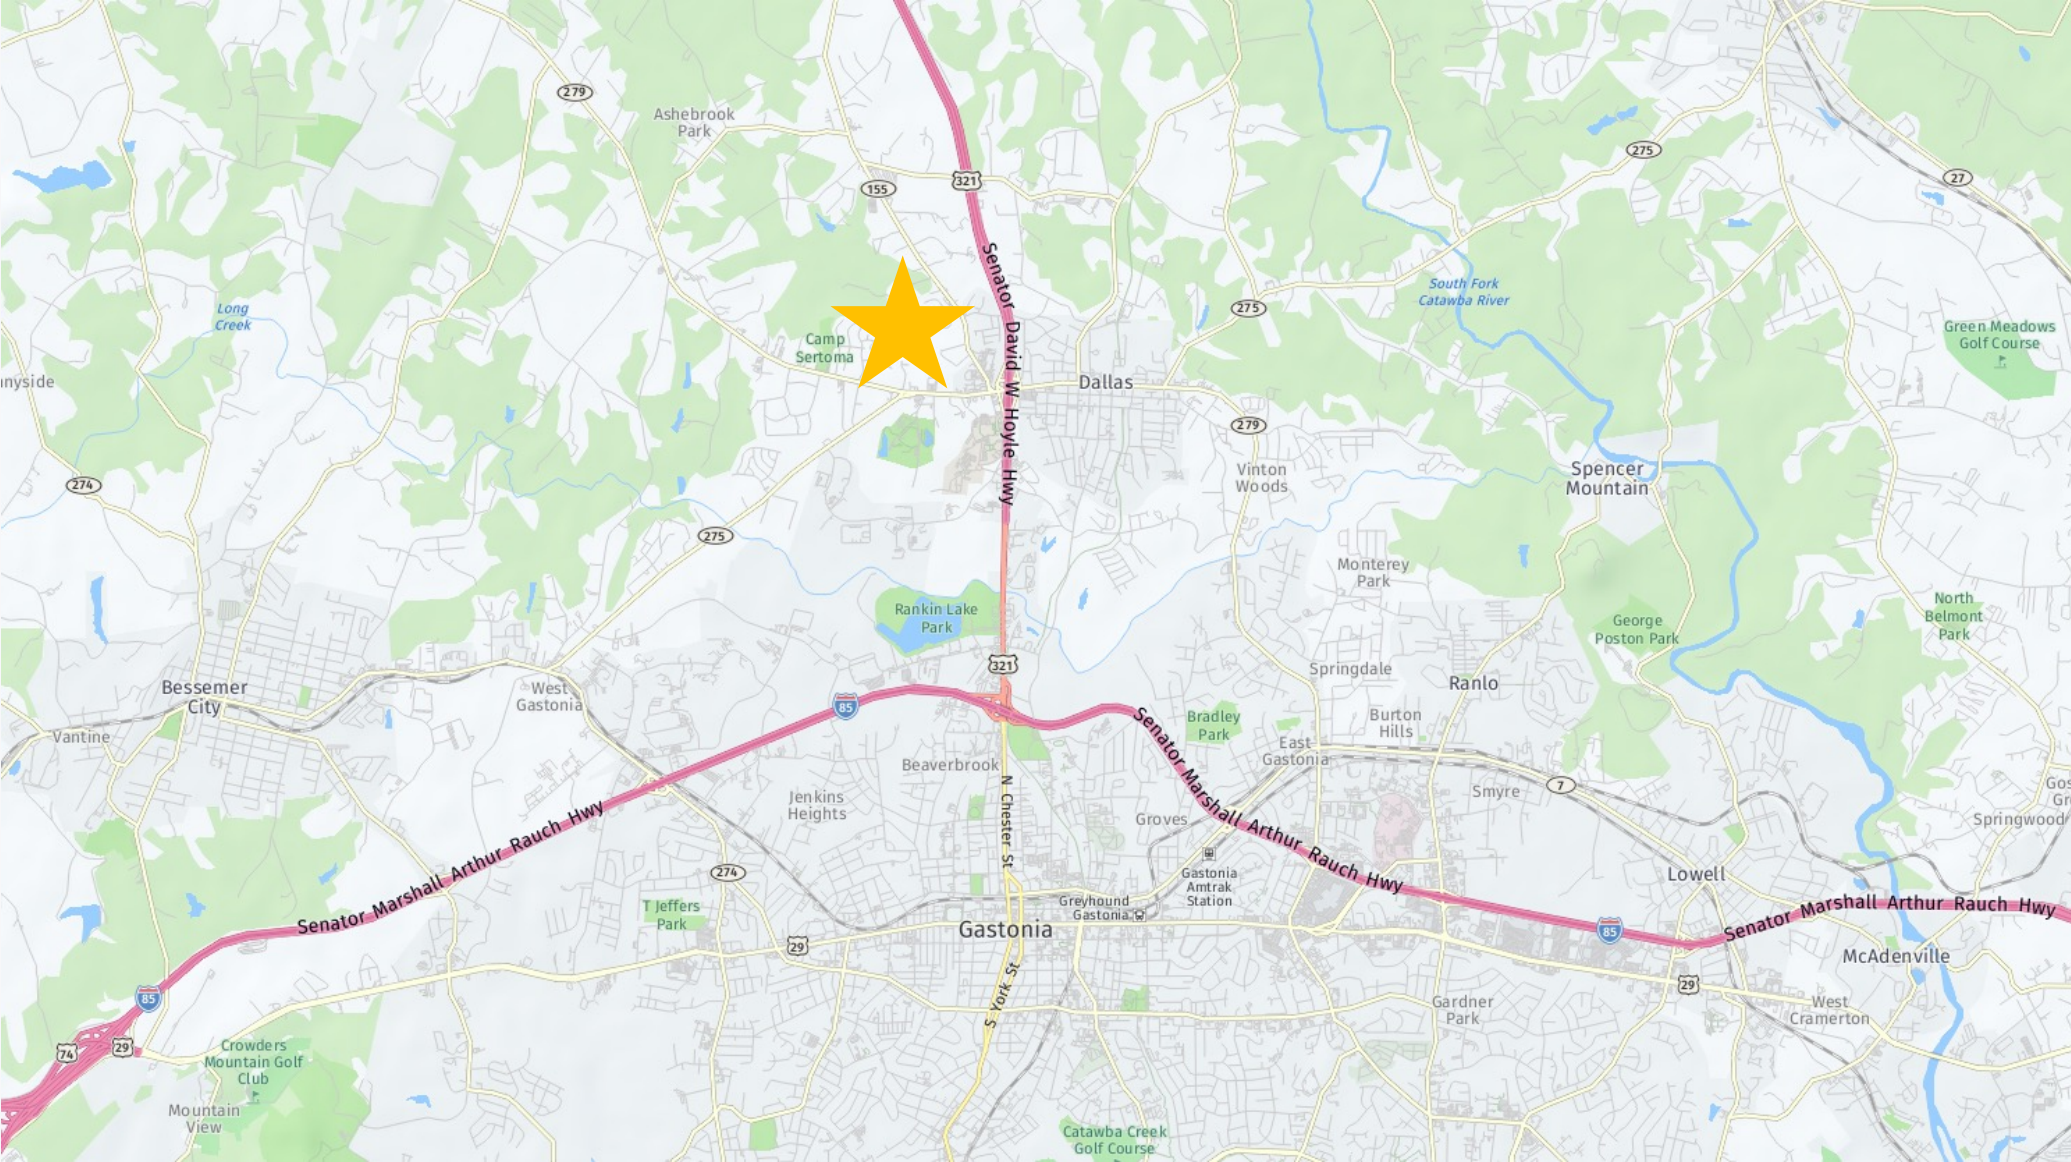 279
Ashebrook
Park
275
27
321
155
Senator David W Hoyle Hwy
South Fork
Catawba River
Long
Creek
275
Green Meadows
Golf Course
Camp
Sertoma
nyside
Dallas
279
Spencer
Mountain
Vinton
Woods
274
275
Monterey
Park
Rankin Lake
Park
North
Belmont
Park
George
Poston Park
321
Springdale
Ranlo
Bessemer
City
West
Gastonia
85
Senator Marshall Arthur Rauch Hwy
Bradley
Park
Burton
Hills
Vantine
East
Gastonia
Beaverbrook
7
Smyre
Gos
Gr
Jenkins
Heights
N Chester St
Groves
Springwood
Senator Marshall Arthur Rauch Hwy
274
Gastonia
Amtrak
Station
Lowell
T Jeffers
Park
Greyhound
Gastonia
Senator Marshall Arthur Rauch Hwy
Gastonia
85
29
McAdenville
85
S York St
29
Gardner
Park
West
Cramerton
74
29
Crowders
Mountain Golf
Club
Mountain
View
Catawba Creek
Golf Course